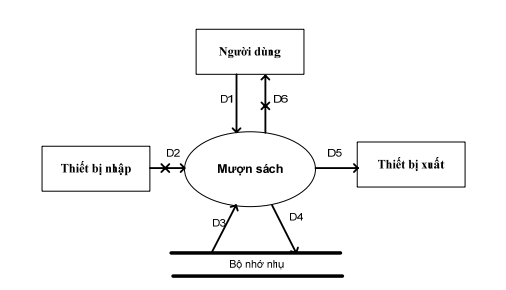 Người dùng
D1
D6
D2
D5
Thiết bị nhập
Mượn sách
Thiết bị xuất
D3
D4
Bộ nhớ nhụ